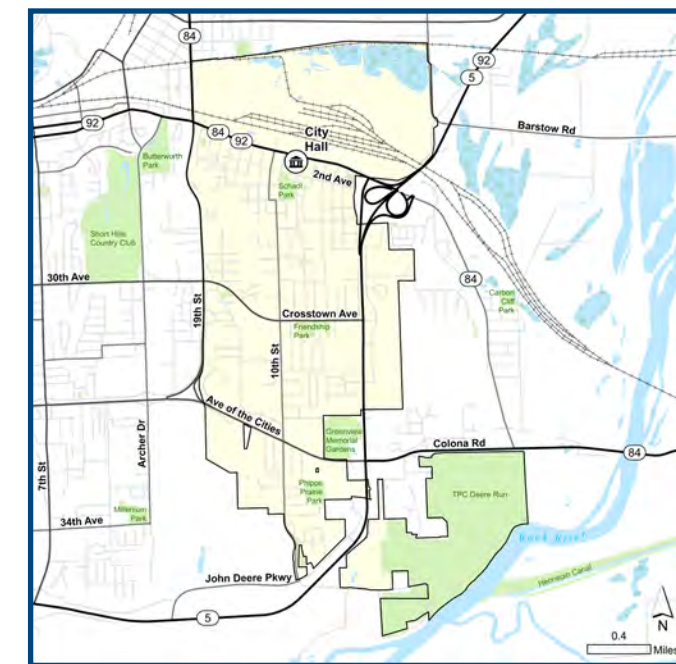 84
92
5
92
84
92
City
Hall
Barstow Rd
Butterworth
Park
2nd Ave
Schadt
Park
Short Hills
Country Club
30th Ave
84
Carbon
Cliff
Park
19th St
Crosstown Ave
Friendship
Park
10th St
Ave of the Cities
Archer Dr
Greenview
Memorial
Gardens
Colona Rd
84
7th St
Phipps
Prairie
Park
TPC Deere Run
Millenium
Park
34th Ave
Rock River
John Deere Pkwy
Hennepin Canal
5
N
0.4
Miles